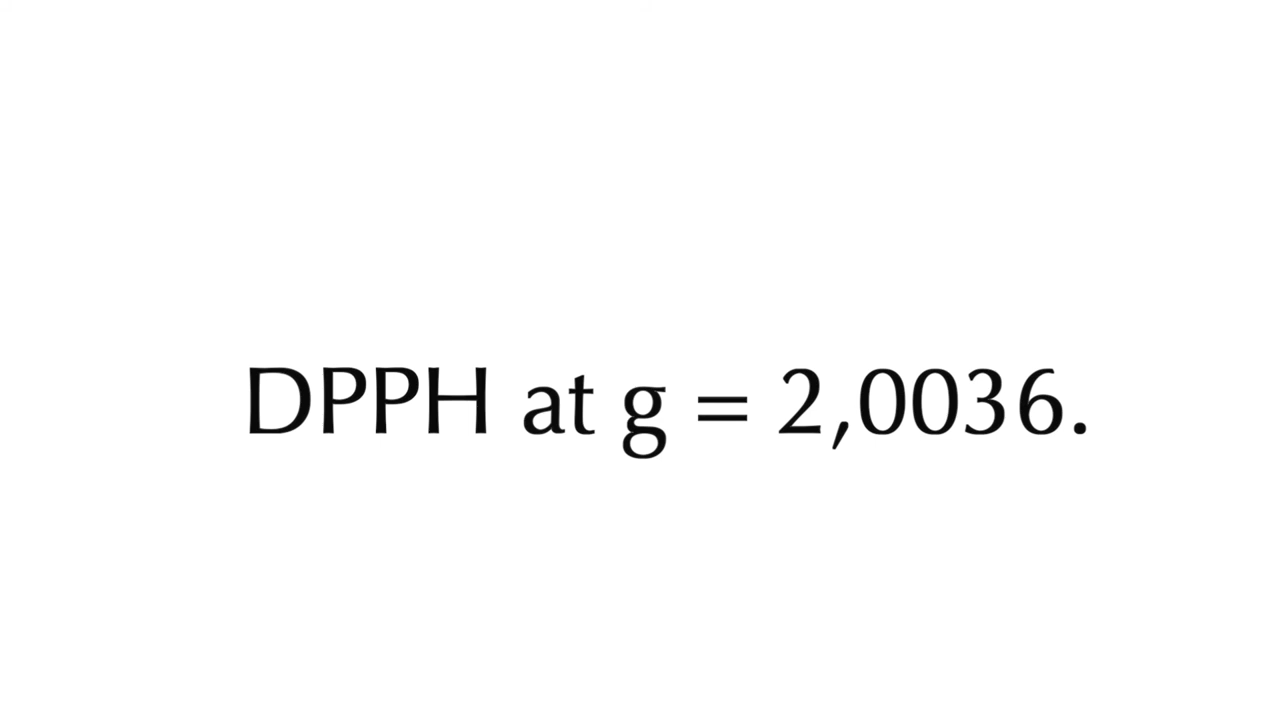 DPPH at g = 2,0036.